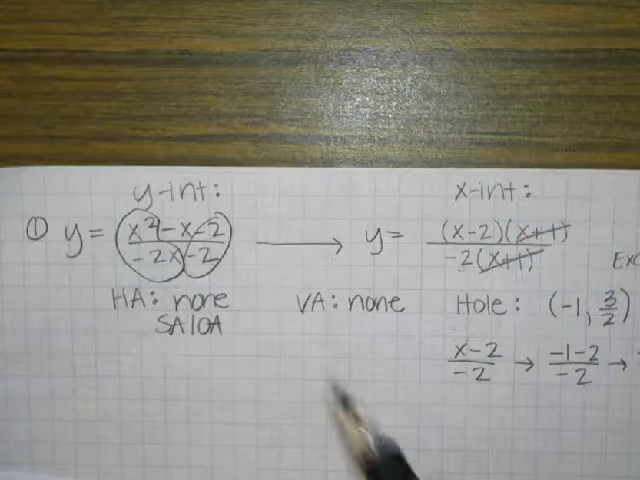 y-int: x-int:
① y = x²-x-2 / -2x-2 → y = (x-2)(x+1) / -2(x+1)
HA: none VA: none Hole: (-1, 3/2)
SA/OA
x-2 / -2 → -1-2 / -2 →